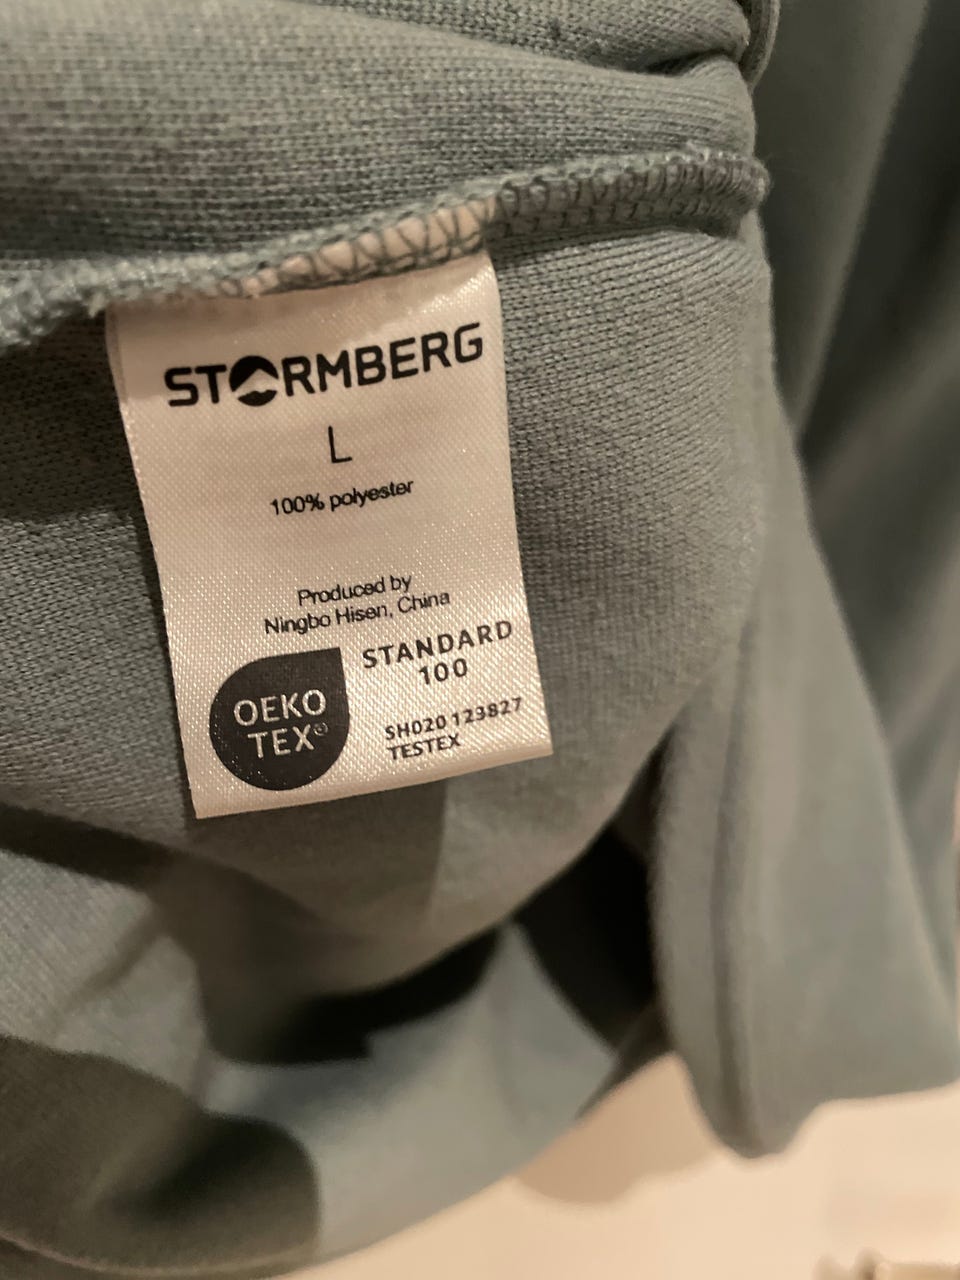 STORMBERG
L
100% polyester
Produced by
Ningbo Hisen, China
OEKO
TEX®
STANDARD
100
SH020 123827
TESTEX